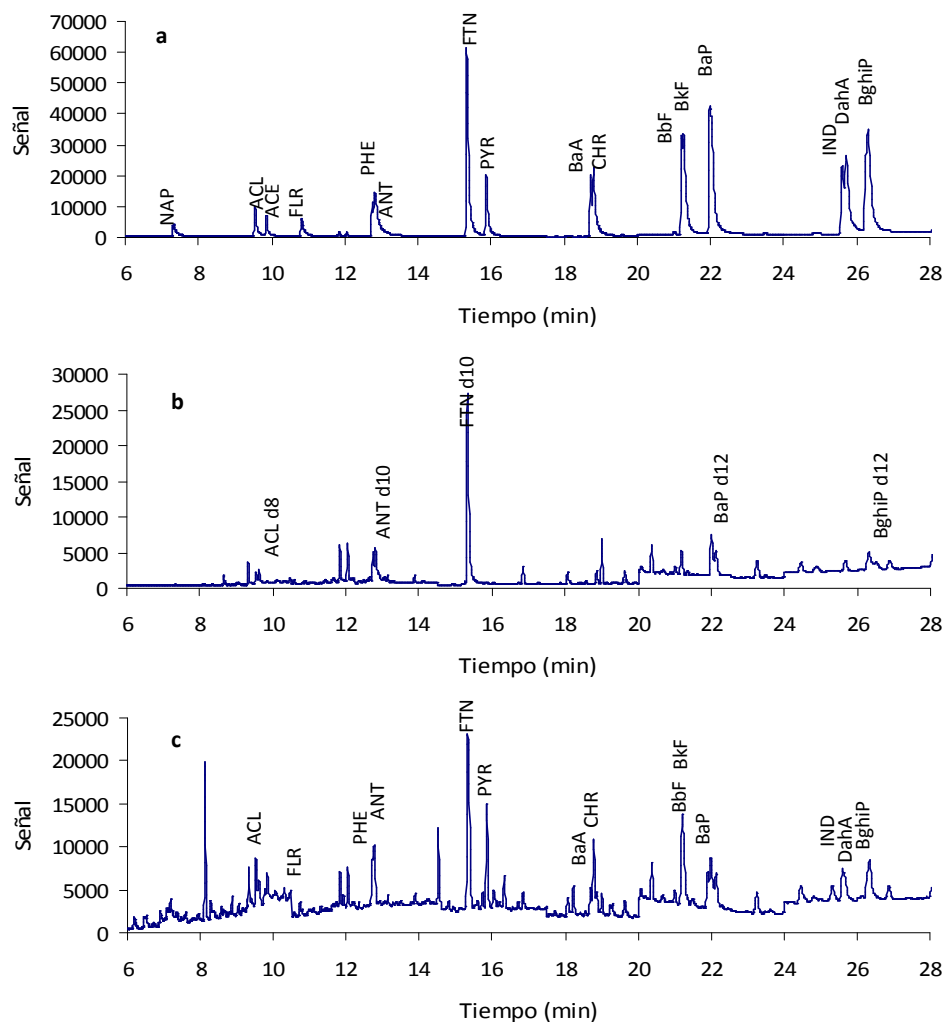 a
Señal
70000
60000
50000
40000
30000
20000
10000
0
NAP
ACL
ACE
FLR
PHE
ANT
FTN
PYR
BaA
CHR
BbF
BkF
BaP
IND
DahA
BghiP
6 8 10 12 14 16 18 20 22 24 26 28
Tiempo (min)
b
Señal
30000
25000
20000
15000
10000
5000
0
ACL d8
ANT d10
FTN d10
BaP d12
BghiP d12
6 8 10 12 14 16 18 20 22 24 26 28
Tiempo (min)
c
Señal
25000
20000
15000
10000
5000
0
ACL
FLR
PHE
ANT
FTN
PYR
BaA
CHR
BbF
BkF
BaP
IND
DahA
BghiP
6 8 10 12 14 16 18 20 22 24 26 28
Tiempo (min)